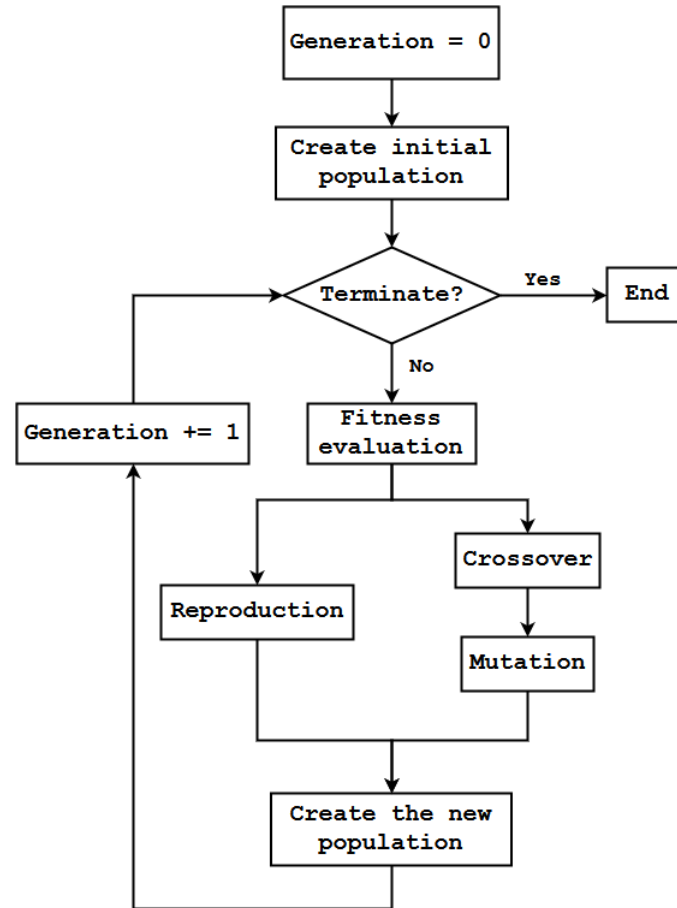 Generation = 0
Create initial
population
Terminate?
Yes
End
No
Generation += 1
Fitness
evaluation
Crossover
Reproduction
Mutation
Create the new
population